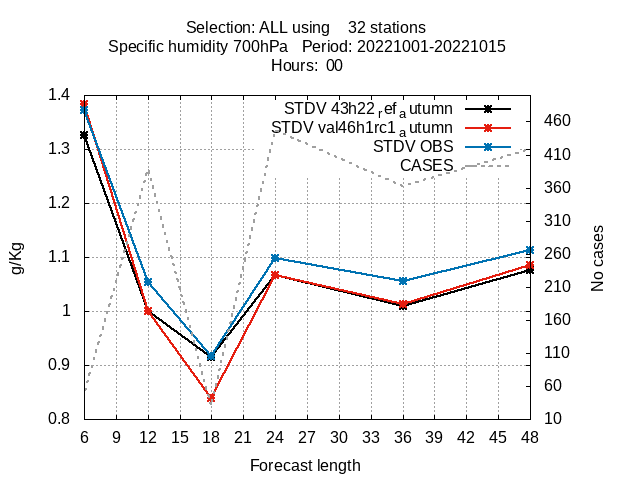 Selection: ALL using 32 stations
Specific humidity 700hPa Period: 20221001-20221015
Hours: 00
STDV 43h22ref autumn
STDV val46h1rc1autumn
STDV OBS
CASES
1.4
1.3
1.2
1.1
1
0.9
0.8
g/Kg
460
410
360
310
260
210
160
110
60
10
No cases
6 9 12 15 18 21 24 27 30 33 36 39 42 45 48
Forecast length